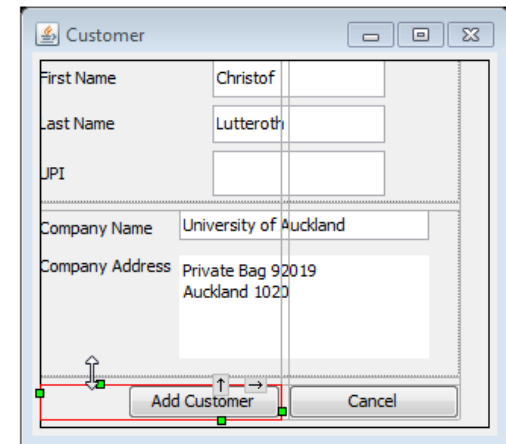 Customer
First Name Christof
Last Name Lutteroth
UPI
Company Name University of Auckland
Company Address Private Bag 92019
Auckland 1020
Add Customer Cancel